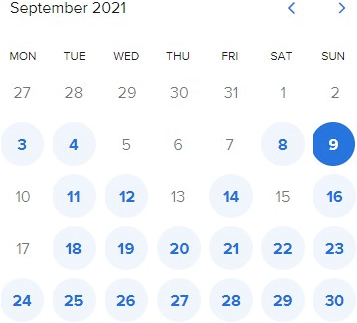 September 2021
MON TUE WED THU FRI SAT SUN
27 28 29 30 31 1 2
3 4 5 6 7 8 9
10 11 12 13 14 15 16
17 18 19 20 21 22 23
24 25 26 27 28 29 30